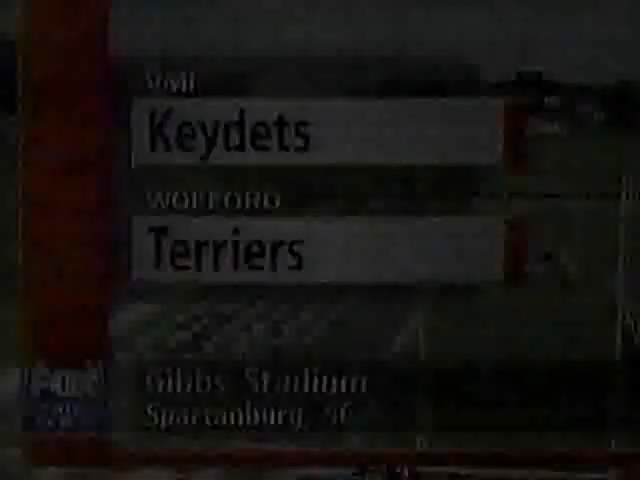 VMI
Keydets
WOFFORD
Terriers
Gibbs Stadium
Spartanburg, SC